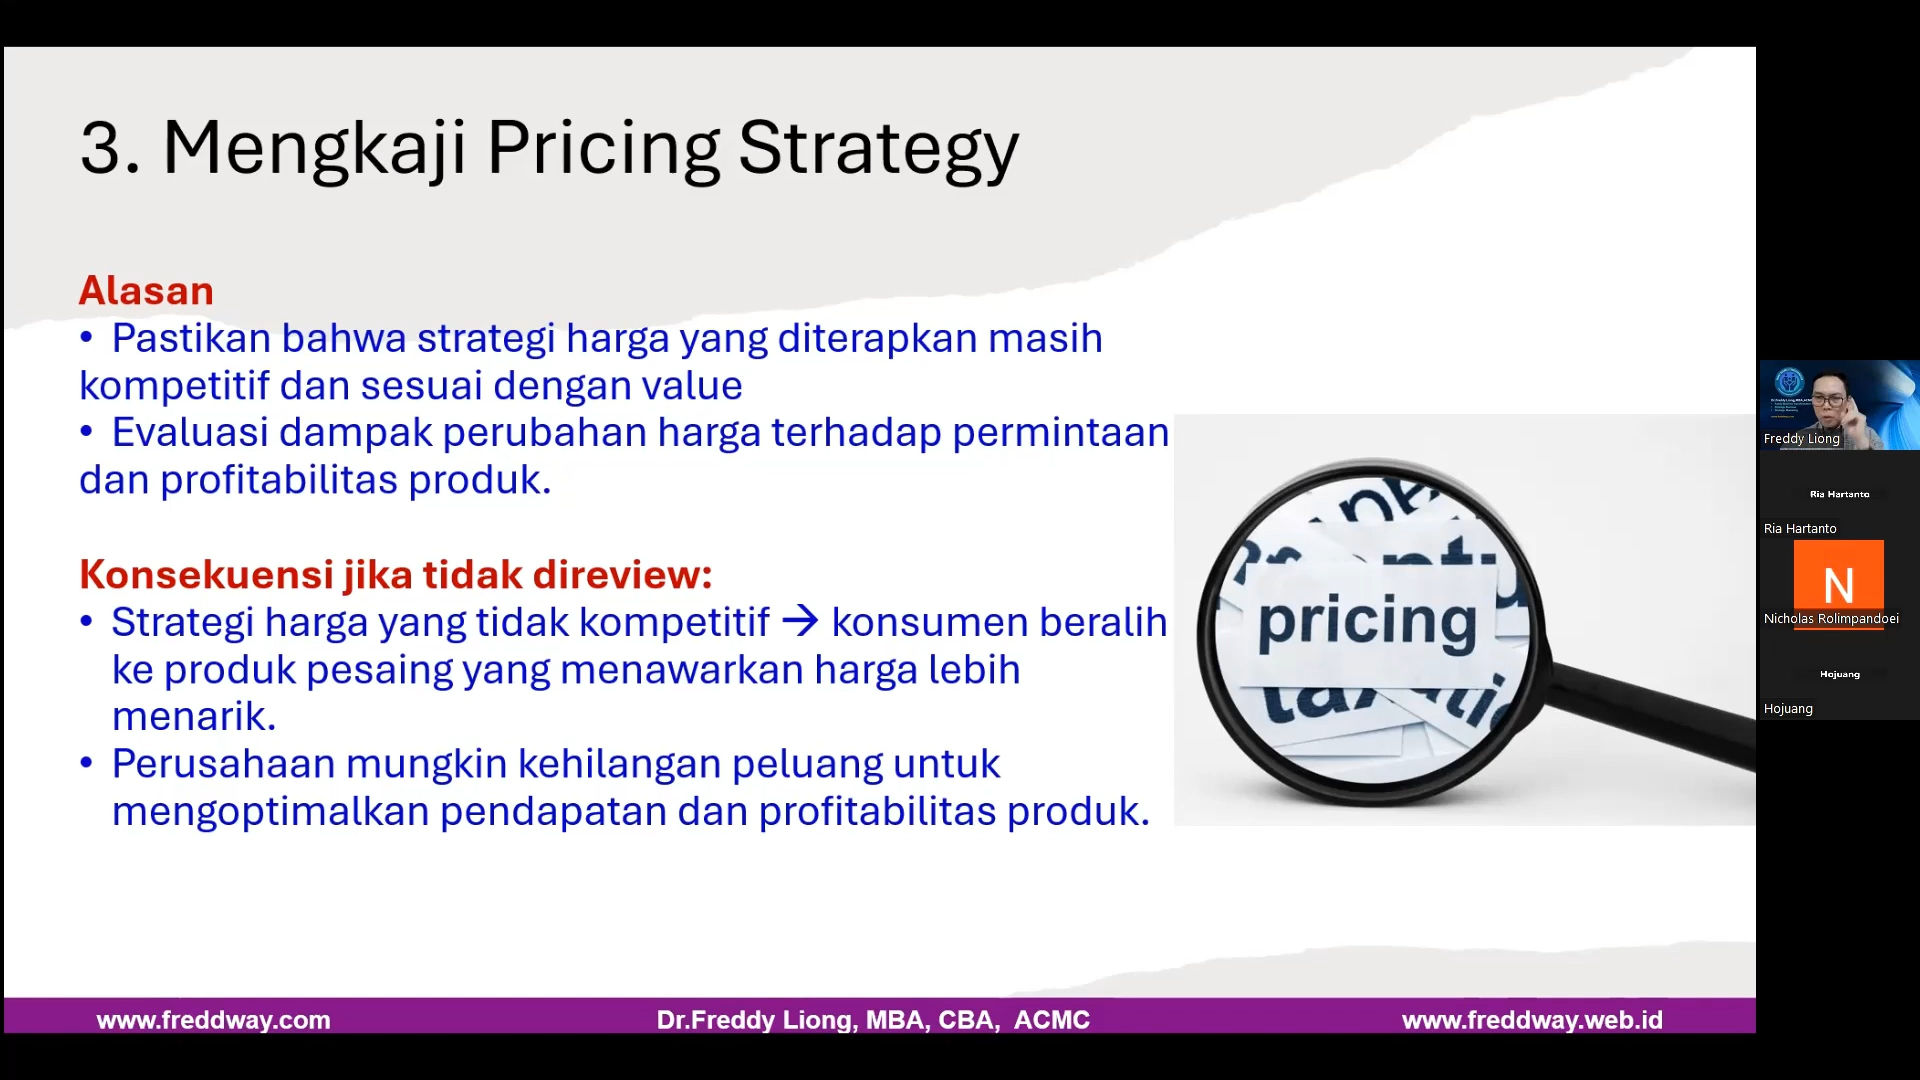 3. Mengkaji Pricing Strategy
Alasan
• Pastikan bahwa strategi harga yang diterapkan masih
kompetitif dan sesuai dengan value
• Evaluasi dampak perubahan harga terhadap permintaan
dan profitabilitas produk.
Konsekuensi jika tidak direview:
• Strategi harga yang tidak kompetitif → konsumen beralih
ke produk pesaing yang menawarkan harga lebih
menarik.
• Perusahaan mungkin kehilangan peluang untuk
mengoptimalkan pendapatan dan profitabilitas produk.
pricing
www.freddway.com
Dr.Freddy Liong, MBA, CBA, ACMC
www.freddway.web.id
Freddy Liong
Ria Hartanto
Ria Hartanto
N
Nicholas Rolimpandoei
Hojuang
Hojuang